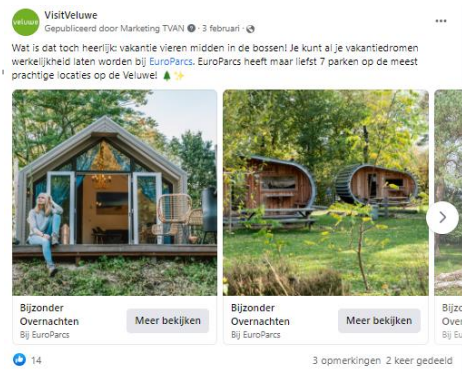 veluwe
VisitVeluwe
Gepubliceerd door Marketing TVAN · 3 februari ·
Wat is dat toch heerlijk: vakantie vieren midden in de bossen! Je kunt al je vakantiedromen
werkelijkheid laten worden bij EuroParcs. EuroParcs heeft maar liefst 7 parken op de meest
prachtige locaties op de Veluwe! 🌲✨
Bijzonder
Overnachten
Bij EuroParcs
Meer bekijken
Bijzonder
Overnachten
Bij EuroParcs
Meer bekijken
14
3 opmerkingen 2 keer gedeeld